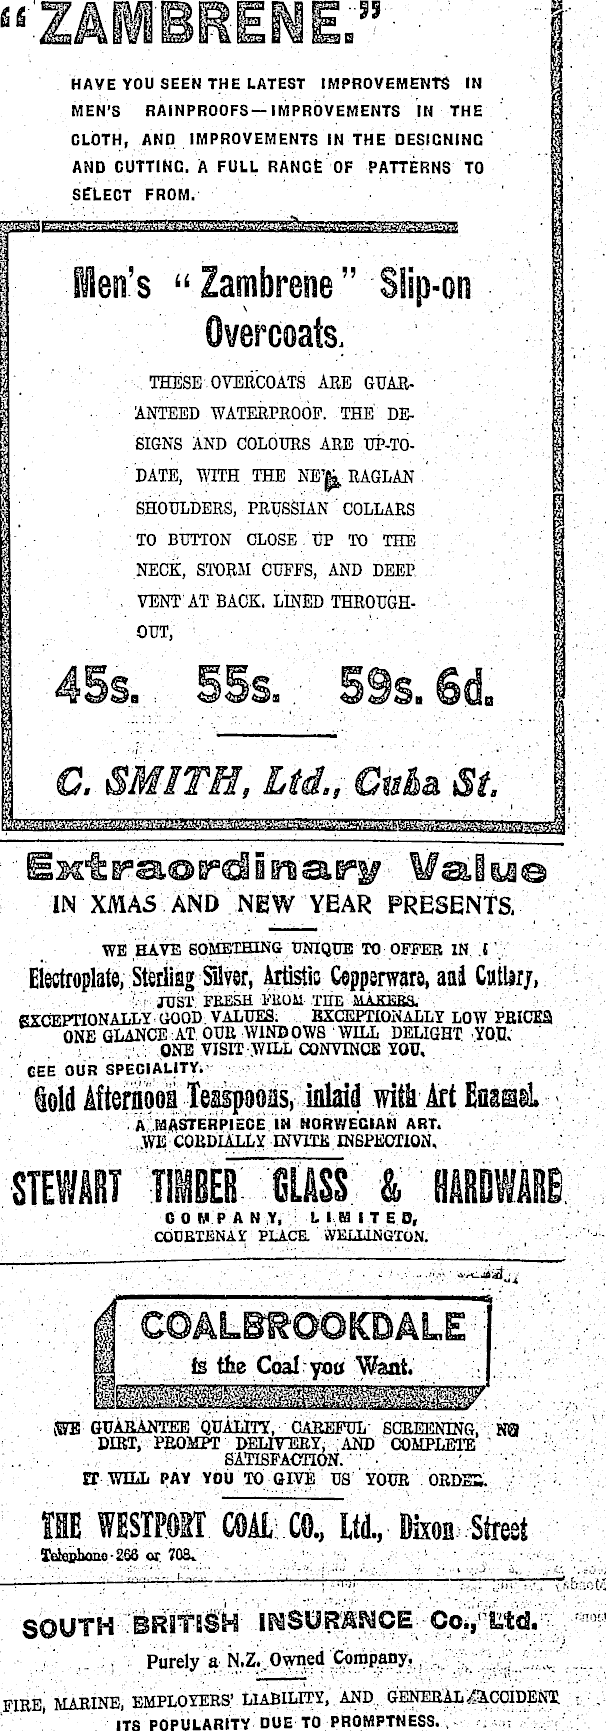 "ZAMBRENE."
HAVE YOU SEEN THE LATEST IMPROVEMENTS IN
MEN'S RAINPROOFS—IMPROVEMENTS IN THE
CLOTH, AND IMPROVEMENTS IN THE DESIGNING
AND CUTTING. A FULL RANGE OF PATTERNS TO
SELECT FROM.
Men's "Zambrene" Slip-on
Overcoats.
THESE OVERCOATS ARE GUAR-
ANTEED WATERPROOF. THE DE-
SIGNS AND COLOURS ARE UP-TO-
DATE, WITH THE NEW RAGLAN
SHOULDERS, PRUSSIAN COLLARS
TO BUTTON CLOSE UP TO THE
NECK, STORM CUFFS, AND DEEP
VENT AT BACK. LINED THROUGH-
OUT,
45s. 55s. 59s. 6d.
C. SMITH, Ltd., Cuba St.
Extraordinary Value
IN XMAS AND NEW YEAR PRESENTS.
WE HAVE SOMETHING UNIQUE TO OFFER IN
Electroplate, Sterling Silver, Artistic Copperware, and Cutlery,
JUST FRESH FROM THE MAKERS.
EXCEPTIONALLY GOOD VALUES. EXCEPTIONALLY LOW PRICES
ONE GLANCE AT OUR WINDOWS WILL DELIGHT YOU.
ONE VISIT WILL CONVINCE YOU.
SEE OUR SPECIALITY.
Gold Afternoon Teaspoons, inlaid with Art Enamel.
A MASTERPIECE IN NORWEGIAN ART.
WE CORDIALLY INVITE INSPECTION.
STEWART TIMBER GLASS & HARDWARE
COMPANY, LIMITED,
COURTENAY PLACE. WELLINGTON.
COALBROOKDALE
is the Coal you Want.
WE GUARANTEE QUALITY, CAREFUL SCREENING, NO
DIRT, PROMPT DELIVERY, AND COMPLETE
SATISFACTION.
IT WILL PAY YOU TO GIVE US YOUR ORDER.
THE WESTPORT COAL CO., Ltd., Dixon Street
Telephone 266 or 708.
SOUTH BRITISH INSURANCE Co., Ltd.
Purely a N.Z. Owned Company.
FIRE, MARINE, EMPLOYERS' LIABILITY, AND GENERAL ACCIDENT
ITS POPULARITY DUE TO PROMPTNESS.